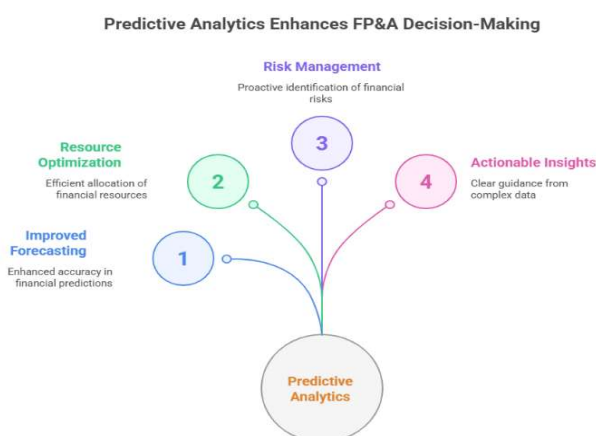 Predictive Analytics Enhances FP&A Decision-Making
Risk Management
Proactive identification of financial
risks
3
Resource
Optimization
Efficient allocation of
financial resources
2
Actionable Insights
Clear guidance from
complex data
4
Improved
Forecasting
Enhanced accuracy in
financial predictions
1
Predictive
Analytics